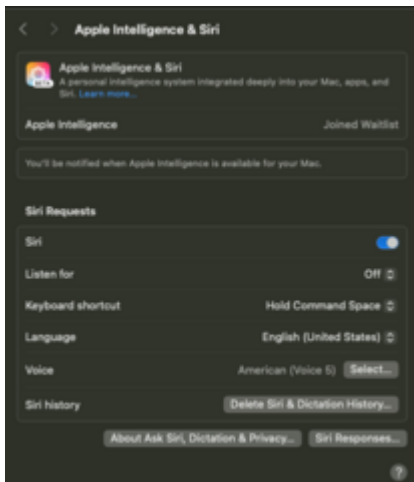 Apple Intelligence & Siri
Apple Intelligence & Siri
A personal intelligence system integrated deeply into your Mac, apps, and
Siri. Learn more...
Apple Intelligence Joined Waitlist
You'll be notified when Apple Intelligence is available for your Mac.
Siri Requests
Siri
Listen for Off
Keyboard shortcut Hold Command Space
Language English (United States)
Voice American (Voice 5) Select...
Siri history Delete Siri & Dictation History...
About Ask Siri, Dictation & Privacy... Siri Responses...
?